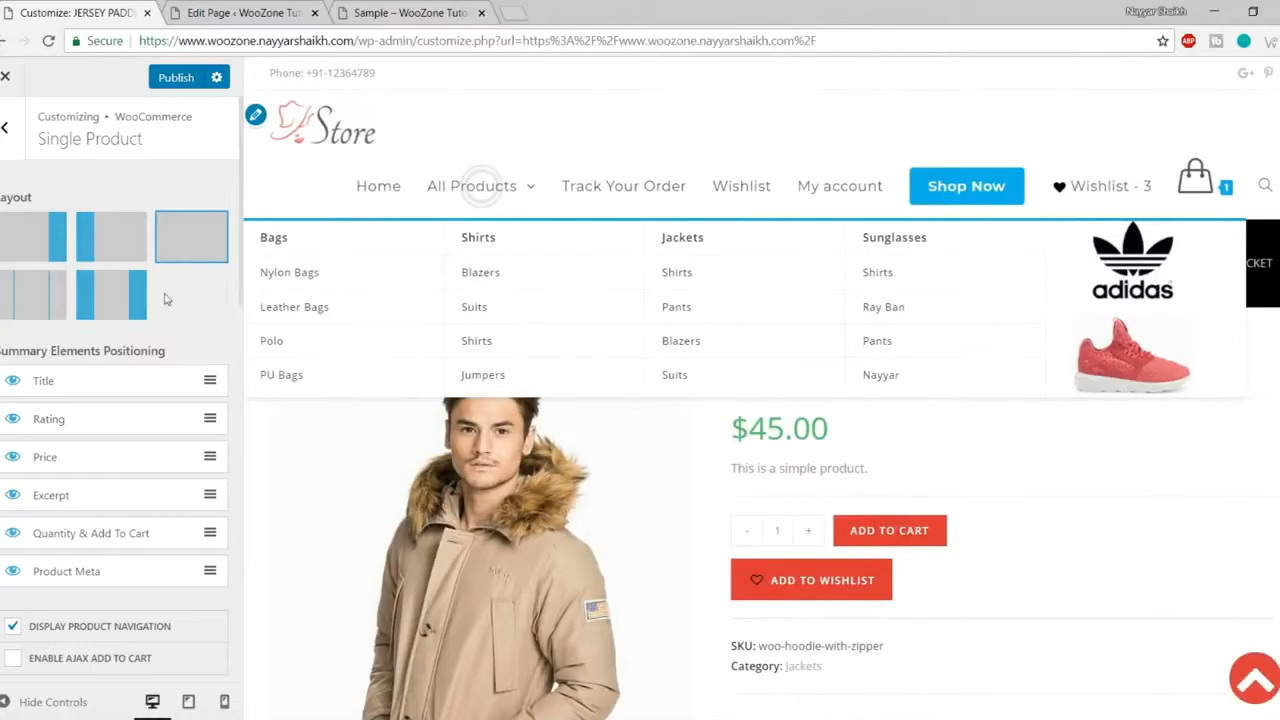 Customize: JERSEY PADD
Edit Page ‹ WooZone Tuto
Sample – WooZone Tuto
Nayyar Shaikh
Secure
https://www.woozone.nayyarshaikh.com/wp-admin/customize.php?url=https%3A%2F%2Fwww.woozone.nayyarshaikh.com%2F
ABP
Publish
Customizing • WooCommerce
Single Product
ayout
ummary Elements Positioning
Title
Rating
Price
Excerpt
Quantity & Add To Cart
Product Meta
DISPLAY PRODUCT NAVIGATION
ENABLE AJAX ADD TO CART
Hide Controls
Phone: +91-12364789
G+
Store
Home
All Products
Track Your Order
Wishlist
My account
Shop Now
Wishlist - 3
1
Bags
Shirts
Jackets
Sunglasses
Nylon Bags
Blazers
Shirts
Shirts
Leather Bags
Suits
Pants
Ray Ban
Polo
Shirts
Blazers
Pants
PU Bags
Jumpers
Suits
Nayyar
adidas
CKET
$45.00
This is a simple product.
- 1 +
ADD TO CART
ADD TO WISHLIST
SKU: woo-hoodie-with-zipper
Category: Jackets